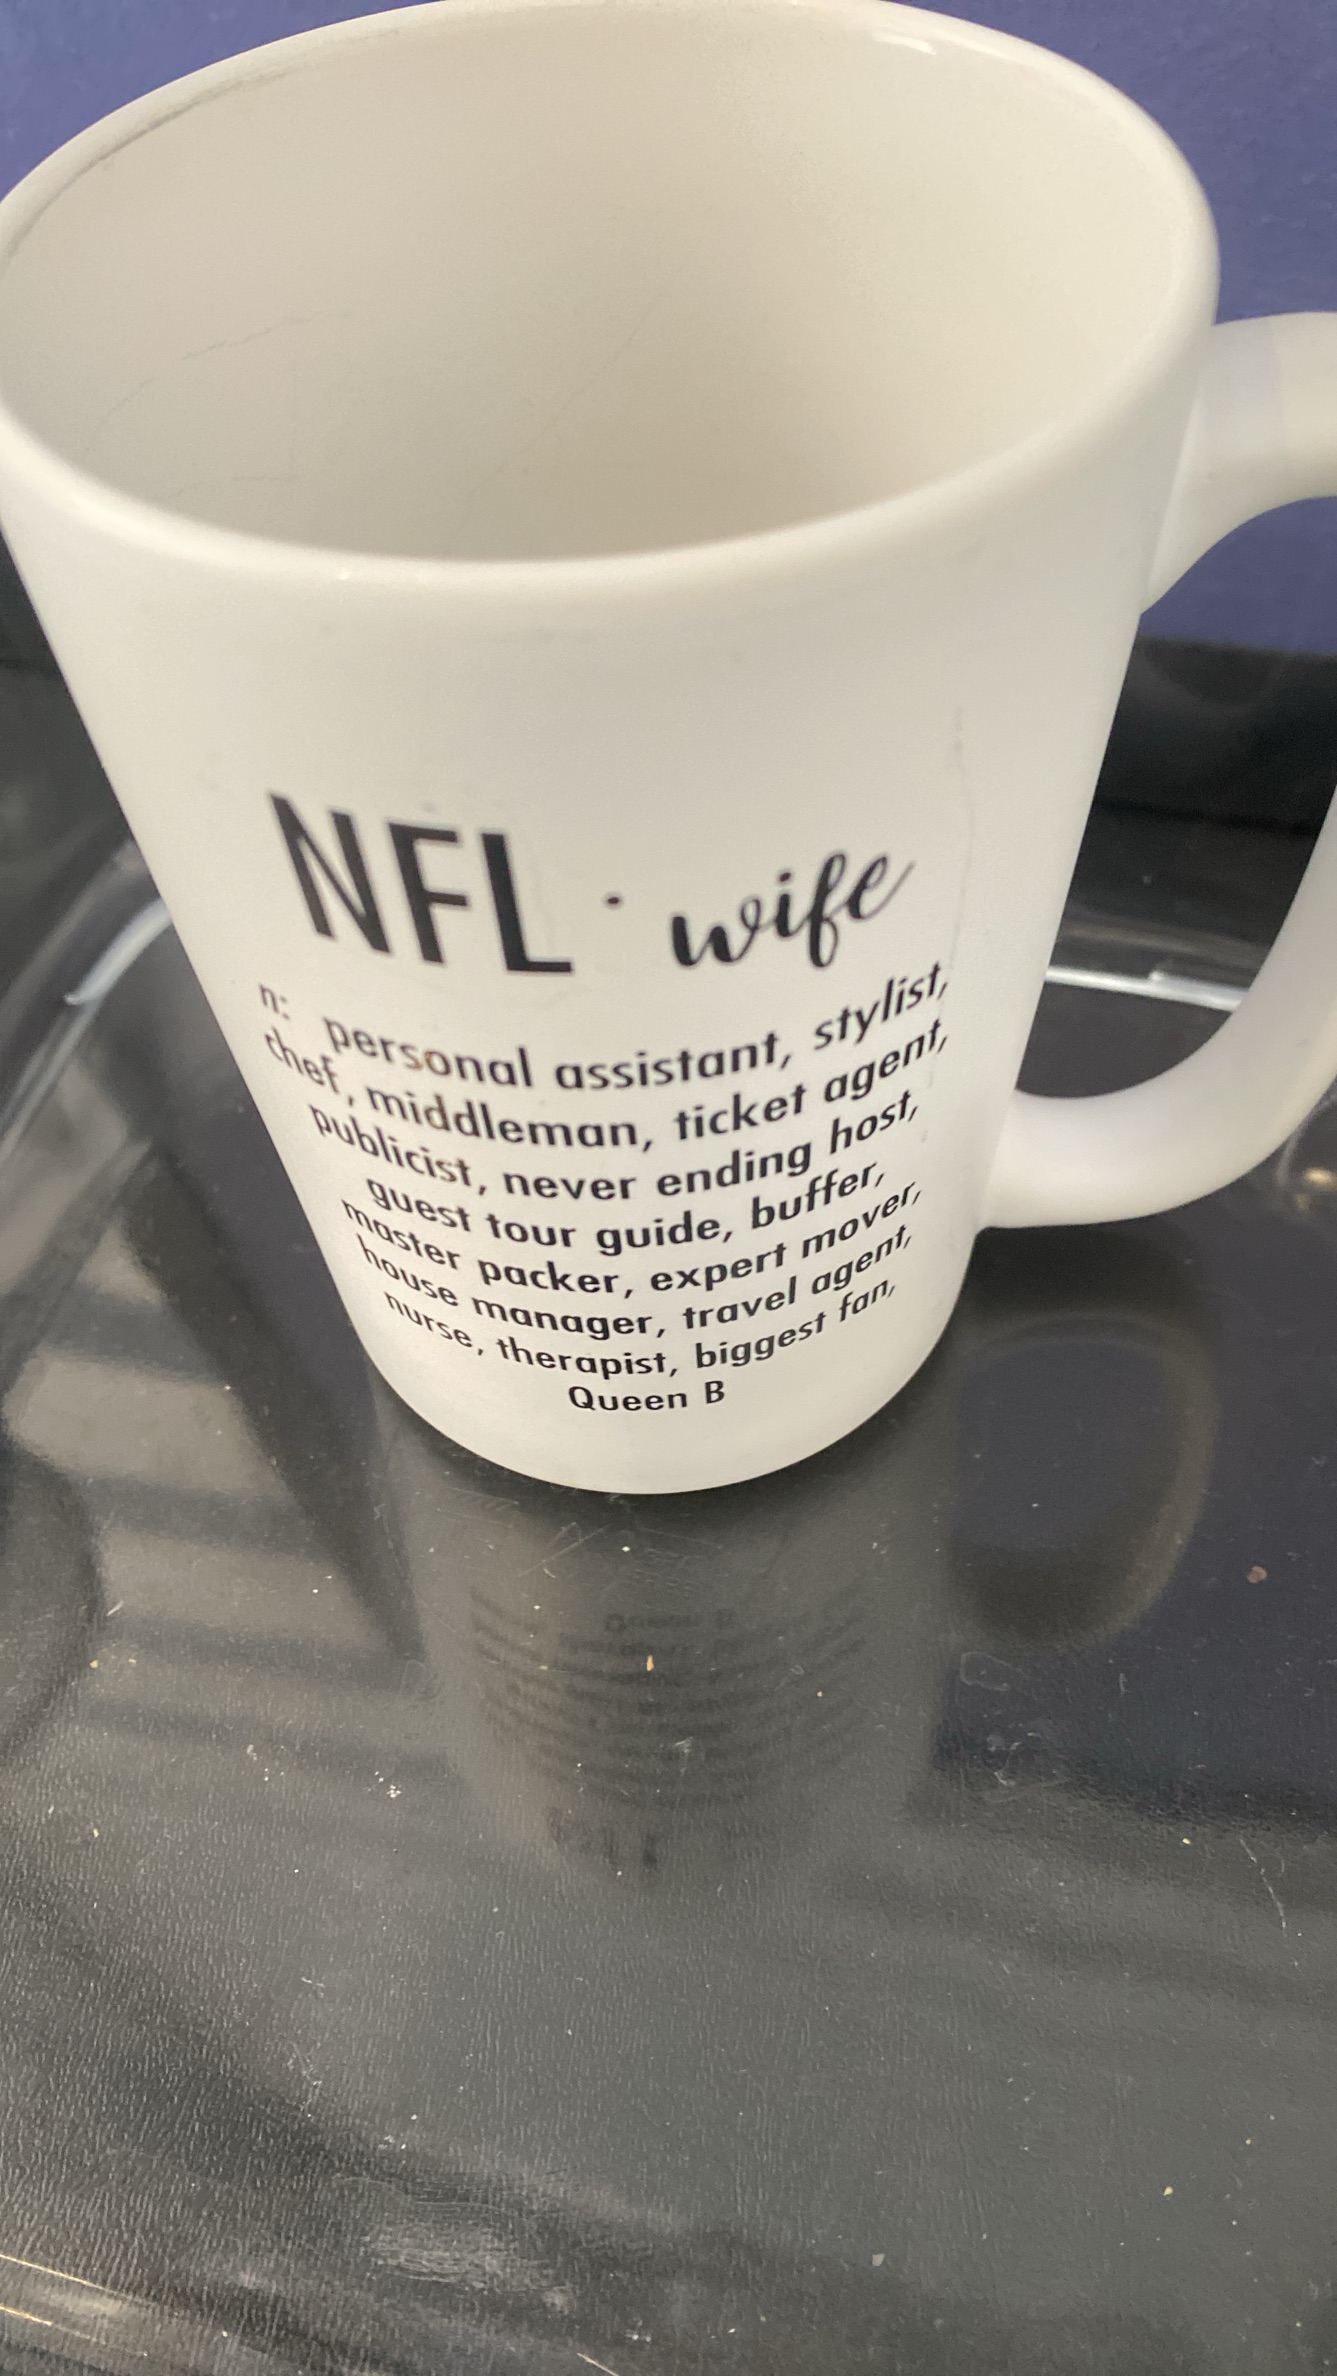 NFL · wife
n: personal assistant, stylist,
chef, middleman, ticket agent,
publicist, never ending host,
guest tour guide, buffer,
master packer, expert mover,
house manager, travel agent,
nurse, therapist, biggest fan,
Queen B